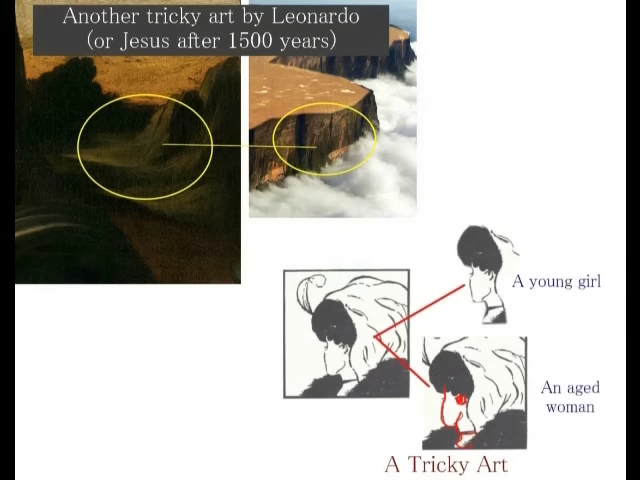 Another tricky art by Leonardo
(or Jesus after 1500 years)
A young girl
An aged
woman
A Tricky Art